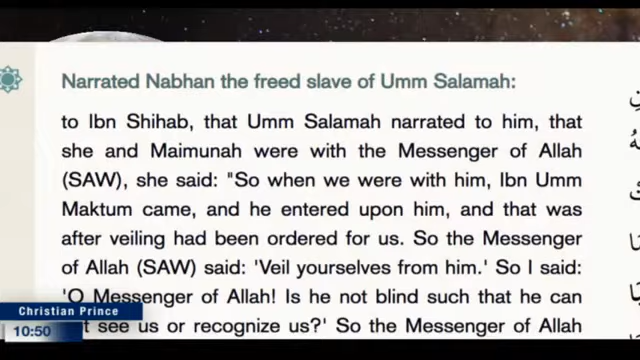 Narrated Nabhan the freed slave of Umm Salamah:
to Ibn Shihab, that Umm Salamah narrated to him, that
she and Maimunah were with the Messenger of Allah
(SAW), she said: "So when we were with him, Ibn Umm
Maktum came, and he entered upon him, and that was
after veiling had been ordered for us. So the Messenger
of Allah (SAW) said: 'Veil yourselves from him.' So I said:
'O Messenger of Allah! Is he not blind such that he can
see us or recognize us?' So the Messenger of Allah
Christian Prince
10:50